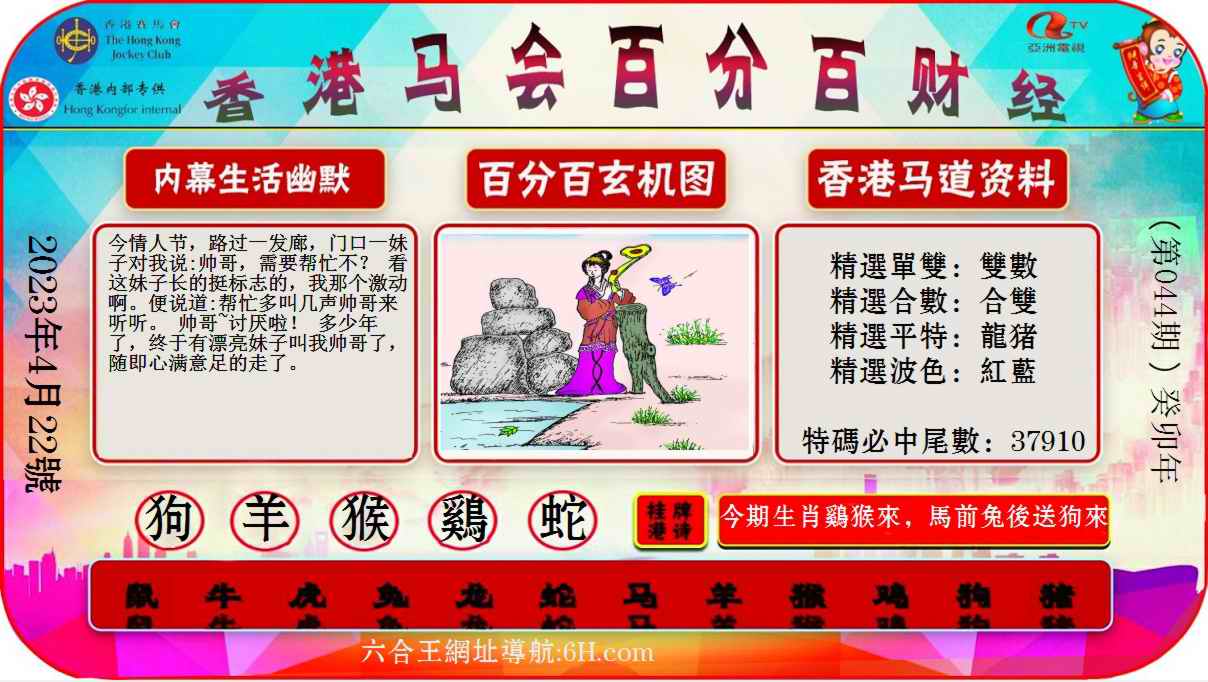 香港賽馬會
The Hong Kong
Jockey Club
香港内部专供
Hong Kongfor internal
香港马会百分百财经
TV
亞洲電視
内幕生活幽默
百分百玄机图
香港马道资料
2023年4月22號
今情人节，路过一发廊，门口一妹
子对我说:帅哥，需要帮忙不？ 看
这妹子长的挺标志的，我那个激动
啊。便说道:帮忙多叫几声帅哥来
听听。 帅哥~讨厌啦！ 多少年
了，终于有漂亮妹子叫我帅哥了，
随即心满意足的走了。
精選單雙：雙數
精選合數：合雙
精選平特：龍猪
精選波色：紅藍
特碼必中尾數：37910
（第044期）癸卯年
狗 羊 猴 鷄 蛇
挂牌
港诗
今期生肖鷄猴來，馬前兔後送狗來
鼠 牛 虎 兔 龙 蛇 马 羊 猴 鸡 狗 猪
六合王網址導航:6H.com